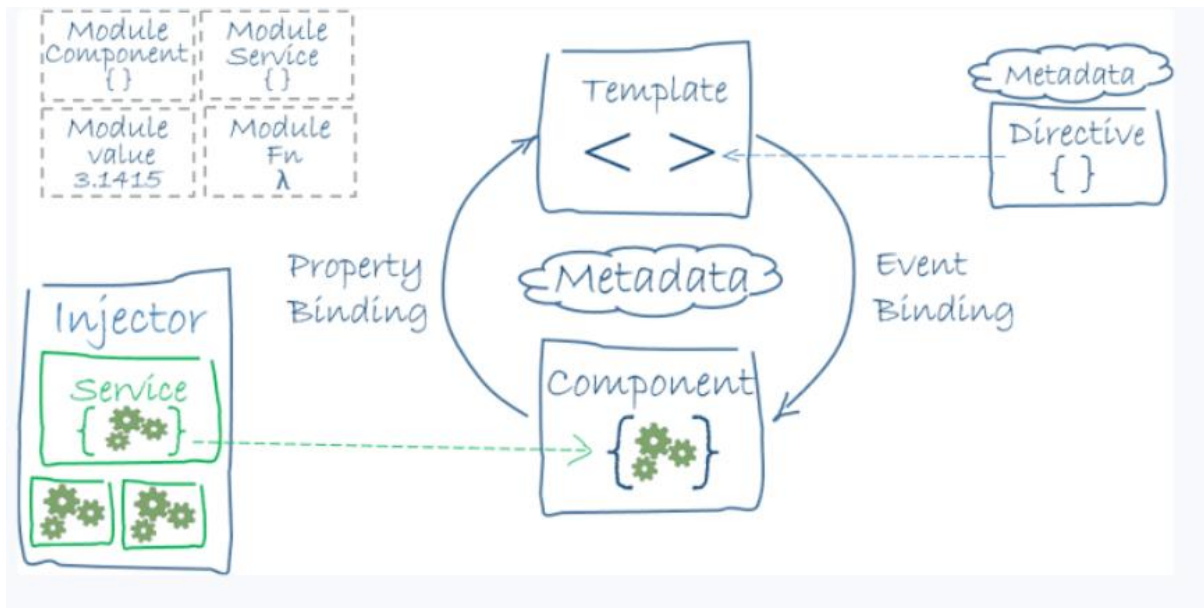 Module
Component
{ }
Module
Service
{ }
Module
value
3.1415
Module
Fn
λ
Template
< >
Metadata
Directive
{ }
Property
Binding
Metadata
Event
Binding
Injector
Service
{ }
Component
{ }